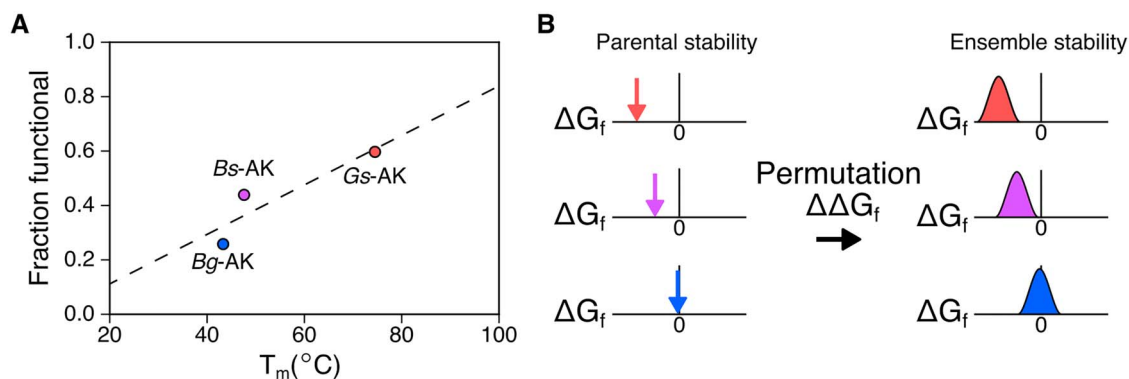 A
1.0
0.8
0.6
0.4
0.2
0.0
Fraction functional
Bs-AK
Gs-AK
Bg-AK
20 40 60 80 100
Tm(°C)
B
Parental stability
Ensemble stability
ΔGf
0
ΔGf
0
ΔGf
0
Permutation
ΔΔGf
ΔGf
0
ΔGf
0
ΔGf
0